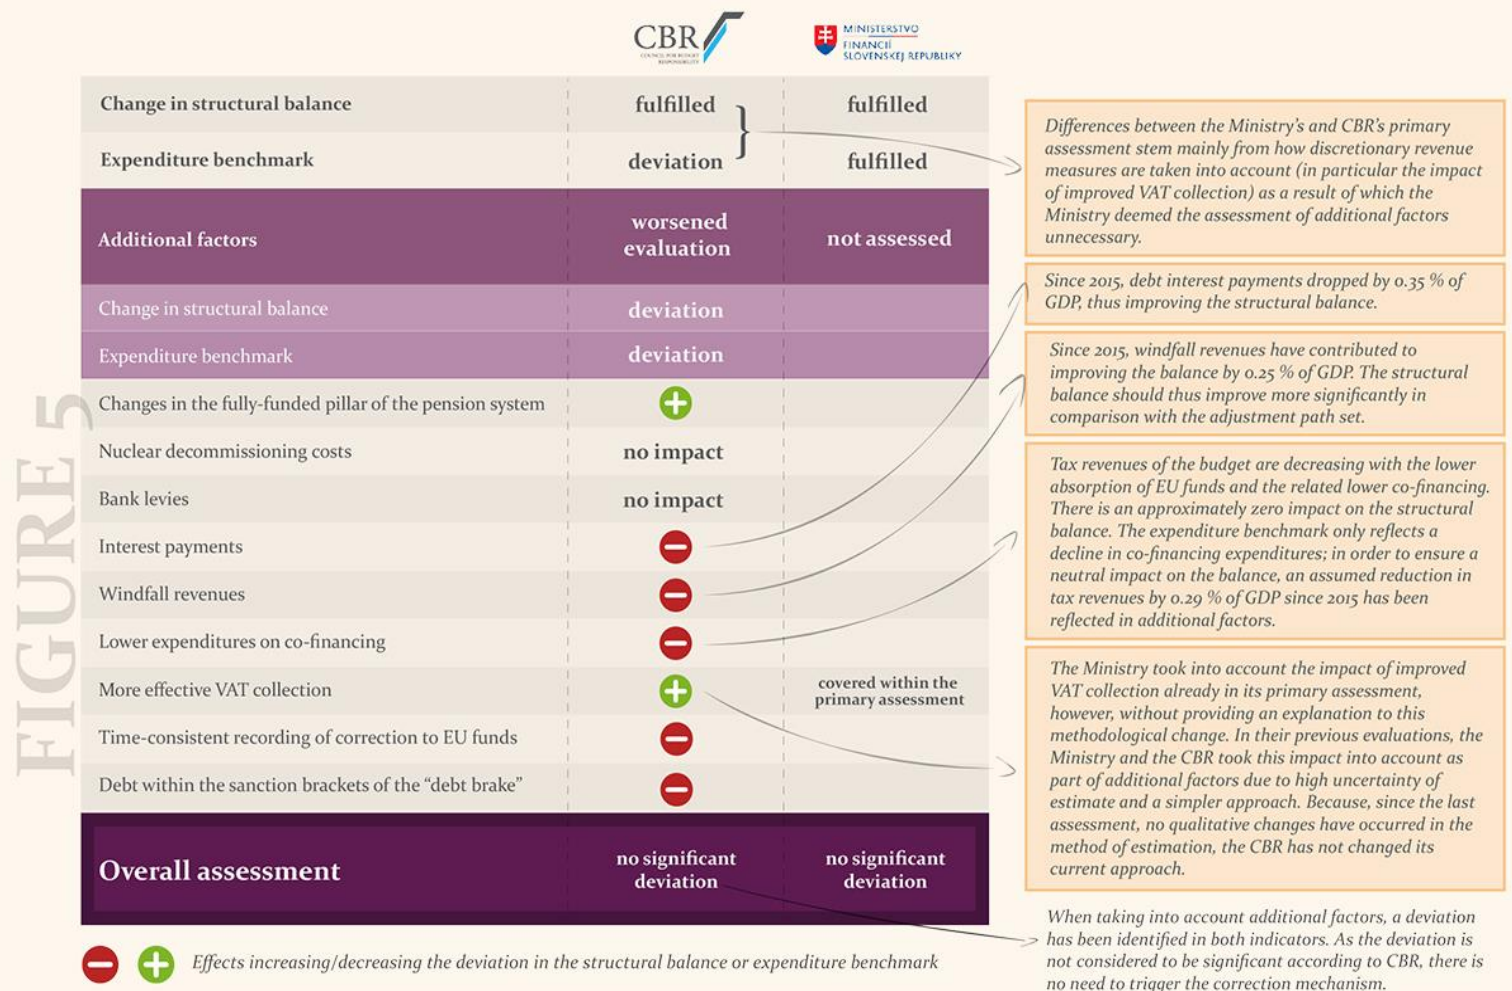 CBR
COUNCIL FOR BUDGET
RESPONSIBILITY
MINISTERSTVO
FINANCIÍ
SLOVENSKEJ REPUBLIKY
FIGURE 5
Change in structural balance fulfilled fulfilled
Expenditure benchmark deviation fulfilled
Additional factors worsened evaluation not assessed
Change in structural balance deviation
Expenditure benchmark deviation
Changes in the fully-funded pillar of the pension system
Nuclear decommissioning costs no impact
Bank levies no impact
Interest payments
Windfall revenues
Lower expenditures on co-financing
More effective VAT collection covered within the primary assessment
Time-consistent recording of correction to EU funds
Debt within the sanction brackets of the “debt brake”
Overall assessment no significant deviation no significant deviation
Effects increasing/decreasing the deviation in the structural balance or expenditure benchmark
Differences between the Ministry's and CBR's primary
assessment stem mainly from how discretionary revenue
measures are taken into account (in particular the impact
of improved VAT collection) as a result of which the
Ministry deemed the assessment of additional factors
unnecessary.
Since 2015, debt interest payments dropped by 0.35 % of
GDP, thus improving the structural balance.
Since 2015, windfall revenues have contributed to
improving the balance by 0.25 % of GDP. The structural
balance should thus improve more significantly in
comparison with the adjustment path set.
Tax revenues of the budget are decreasing with the lower
absorption of EU funds and the related lower co-financing.
There is an approximately zero impact on the structural
balance. The expenditure benchmark only reflects a
decline in co-financing expenditures; in order to ensure a
neutral impact on the balance, an assumed reduction in
tax revenues by 0.29 % of GDP since 2015 has been
reflected in additional factors.
The Ministry took into account the impact of improved
VAT collection already in its primary assessment,
however, without providing an explanation to this
methodological change. In their previous evaluations, the
Ministry and the CBR took this impact into account as
part of additional factors due to high uncertainty of
estimate and a simpler approach. Because, since the last
assessment, no qualitative changes have occurred in the
method of estimation, the CBR has not changed its
current approach.
When taking into account additional factors, a deviation
has been identified in both indicators. As the deviation is
not considered to be significant according to CBR, there is
no need to trigger the correction mechanism.